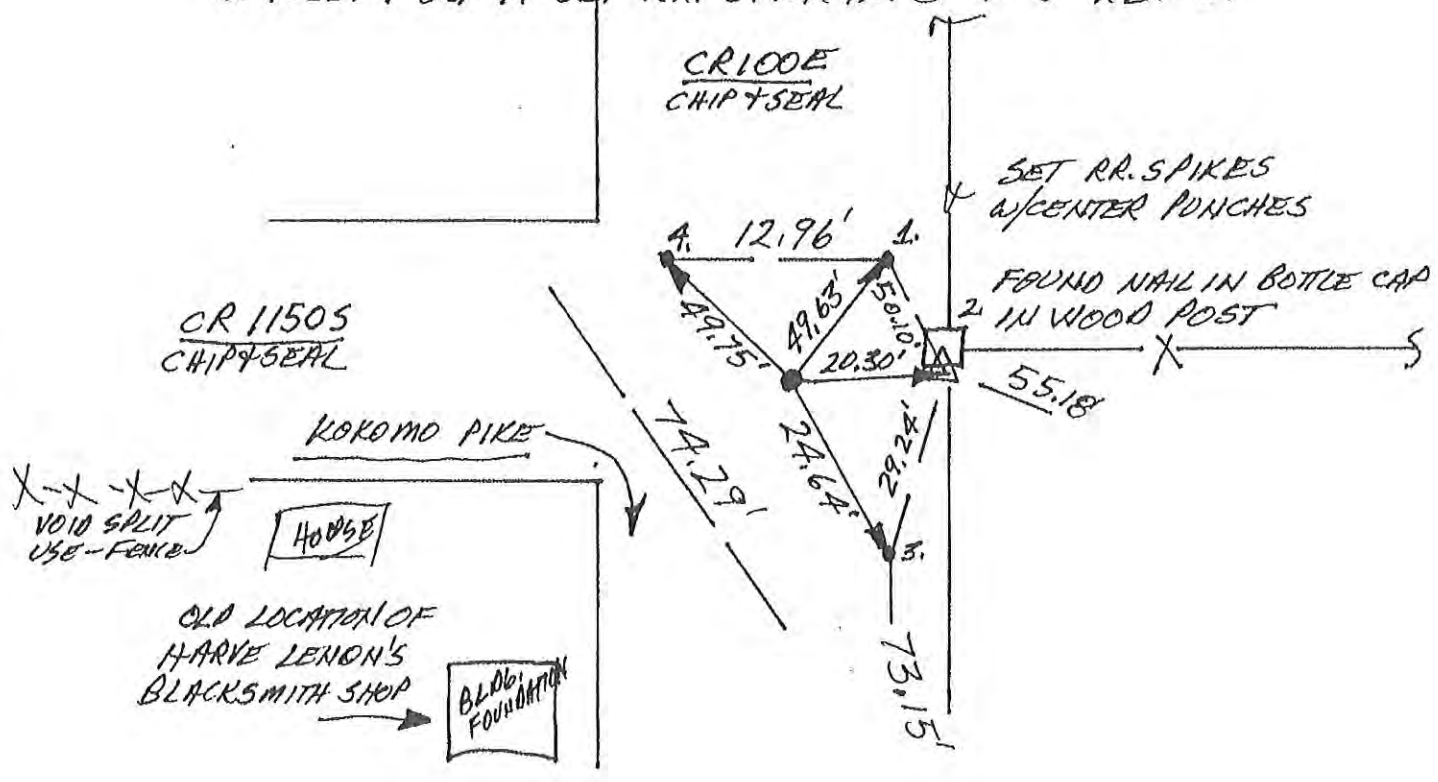 CR100E
CHIP & SEAL
SET RR. SPIKES
W/CENTER PUNCHES
4.
12.96'
1.
FOUND NAIL IN BOTTLE CAP
2. IN WOOD POST
CR 1150S
CHIP & SEAL
49.75'
49.63'
50.10'
20.30'
X
55.18'
KOKOMO PIKE
74.29'
24.64'
29.24'
X-X-X-X-
VOID SPLIT
USE-FENCE
HOUSE
3.
OLD LOCATION OF
HARVE LENON'S
BLACKSMITH SHOP
BLDG.
FOUNDATION
73.15'